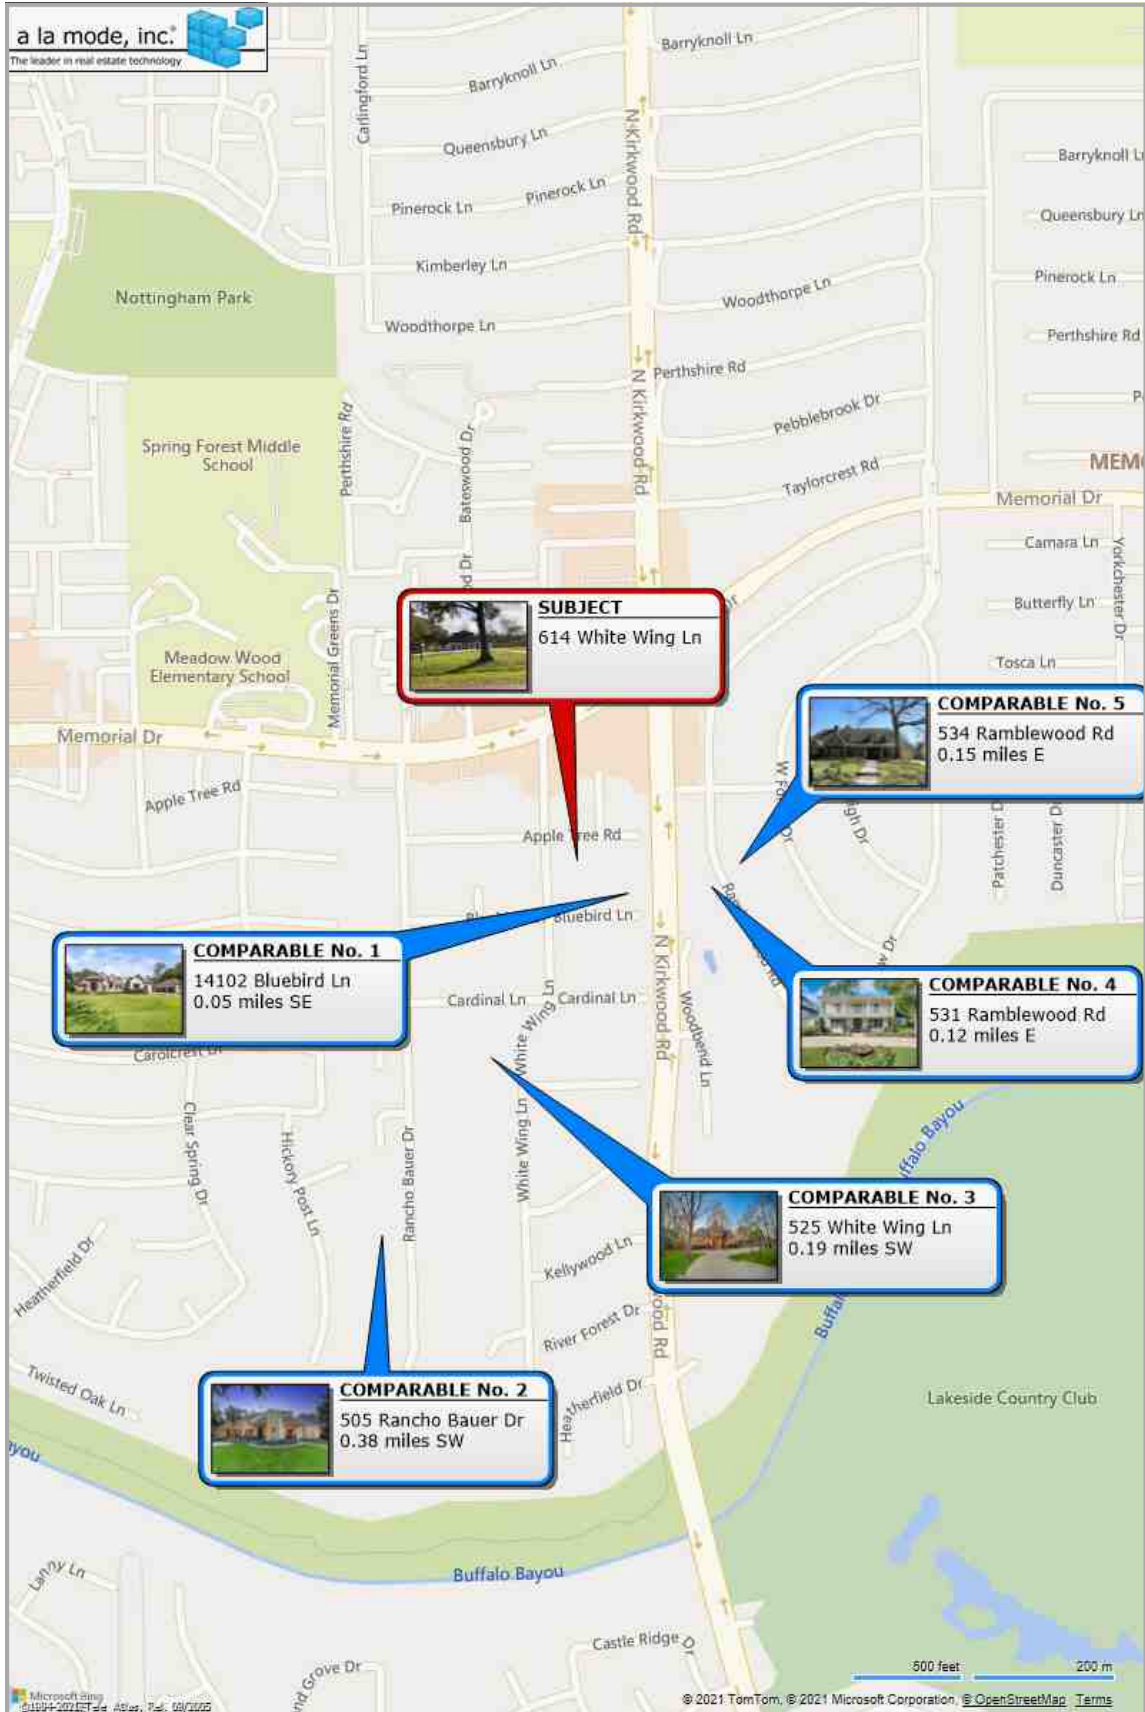 a la mode, inc.®
The leader in real estate technology
Barryknoll Ln
Barryknoll Ln
Carlingford Ln
Queensbury Ln
N Kirkwood Rd
Barryknoll
Pinerock Ln
Pinerock Ln
Queensbury Ln
Kimberley Ln
Pinerock Ln
Nottingham Park
Woodthorpe Ln
Woodthorpe Ln
Perthshire Rd
Perthshire Rd
N Kirkwood Rd
Pebblebrook Dr
Perthshire Rd
Spring Forest Middle
School
Bateswood Dr
Taylorcrest Rd
MEM
Memorial Dr
Camara Ln
Yorkchester Dr
Butterfly Ln
SUBJECT
614 White Wing Ln
Memorial Greens Dr
Meadow Wood
Elementary School
Tosca Ln
COMPARABLE No. 5
534 Ramblewood Rd
0.15 miles E
Memorial Dr
Apple Tree Rd
Apple Tree Rd
Patchester D
Duncaster D
Bluebird Ln
COMPARABLE No. 1
14102 Bluebird Ln
0.05 miles SE
N Kirkwood Rd
COMPARABLE No. 4
531 Ramblewood Rd
0.12 miles E
Cardinal Ln
Cardinal Ln
White Wing Ln
Woodbend Ln
Carolcrest Dr
Clear Spring Dr
Hickory Post Ln
Rancho Bauer Dr
White Wing Ln
Buffalo Bayou
COMPARABLE No. 3
525 White Wing Ln
0.19 miles SW
Heatherfield Dr
Kellywood Ln
River Forest Dr
ood Rd
Buffa
Twisted Oak Ln
COMPARABLE No. 2
505 Rancho Bauer Dr
0.38 miles SW
Heatherfield Dr
Lakeside Country Club
you
Buffalo Bayou
Lanny Ln
Castle Ridge Dr
nd Grove Dr
500 feet
200 m
Microsoft Bing
© 2021 TomTom, © 2021 Microsoft Corporation, © OpenStreetMap Terms